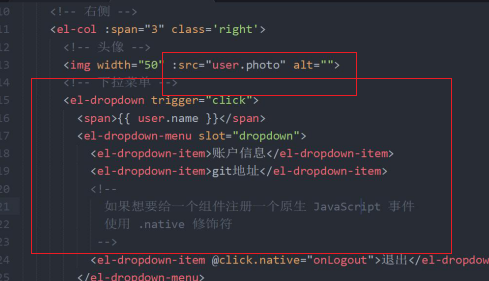 10 <!-- 右侧 -->
11 <el-col :span="3" class='right'>
12 <!-- 头像 -->
13 <img width="50" :src="user.photo" alt="">
14 <!-- 下拉菜单 -->
15 <el-dropdown trigger="click">
16 <span>{{ user.name }}</span>
17 <el-dropdown-menu slot="dropdown">
18 <el-dropdown-item>账户信息</el-dropdown-item>
19 <el-dropdown-item>git地址</el-dropdown-item>
20 <!--
21 如果想要给一个组件注册一个原生 JavaScript 事件
22 使用 .native 修饰符
23 -->
24 <el-dropdown-item @click.native="onLogout">退出</el-dropdown-
25 </el-dropdown-menu>